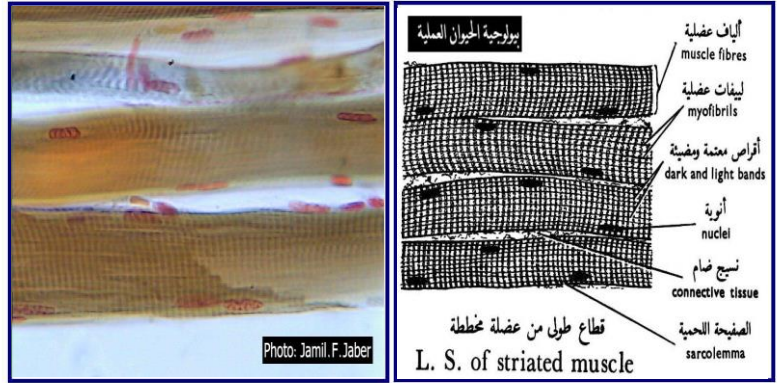 Photo: Jamil.F.Jaber
بيولوجية الحيوان العملية
ألياف عضلية
muscle fibres
لييفات عضلية
myofibrils
أقراص معتمة ومضيئة
dark and light bands
أنوية
nuclei
نسيج ضام
connective tissue
الصفيحة اللحمية
sarcolemma
قطاع طولى من عضلة مخططة
L. S. of striated muscle